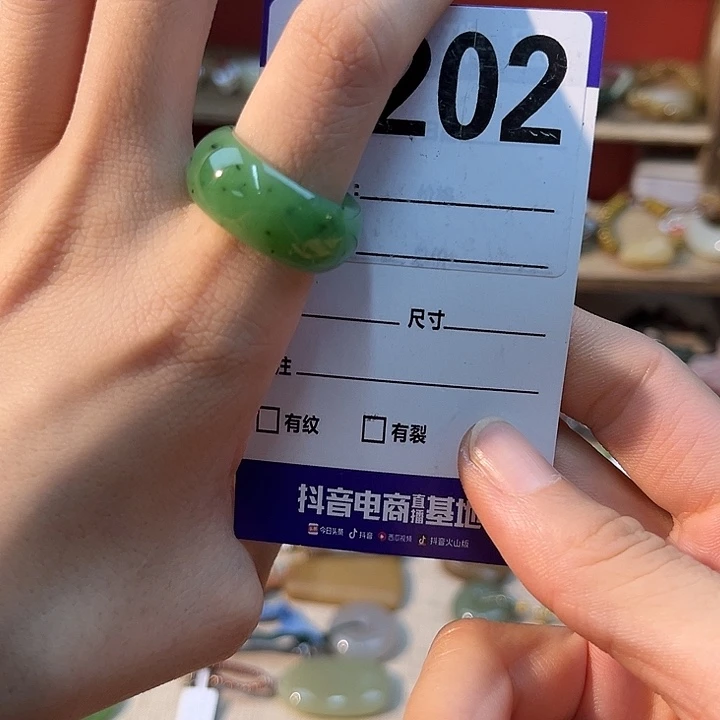 202
尺寸
注
有纹 有裂
抖音电商直播基地
今日头条 抖音 西瓜视频 抖音火山版